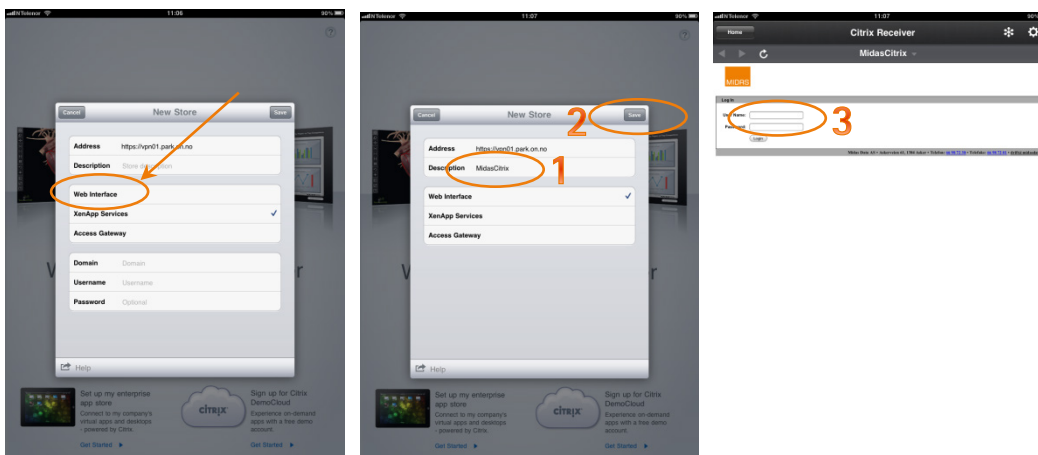 Telenor 11:06 90%
?
Cancel New Store Save
Address https://vpn01.park.on.no
Description Store description
Web Interface
XenApp Services
Access Gateway
Domain Domain
Username Username
Password Optional
Help
Set up my enterprise
app store
Connect to my company's
virtual apps and desktops
- powered by Citrix.
Get Started
CITRIX
Sign up for Citrix
DemoCloud
Experience on-demand
apps with a free demo
account.
Get Started
Telenor 11:07 90%
?
Cancel New Store 2 Save
Address https://vpn01.park.on.no
Description MidasCitrix 1
Web Interface
XenApp Services
Access Gateway
Help
Set up my enterprise
app store
Connect to my company's
virtual apps and desktops
- powered by Citrix.
Get Started
CITRIX
Sign up for Citrix
DemoCloud
Experience on-demand
apps with a free demo
account.
Get Started
Telenor 11:07 90%
Home Citrix Receiver
MidasCitrix
MIDAS
Log in
User Name:
Password: 3
Login